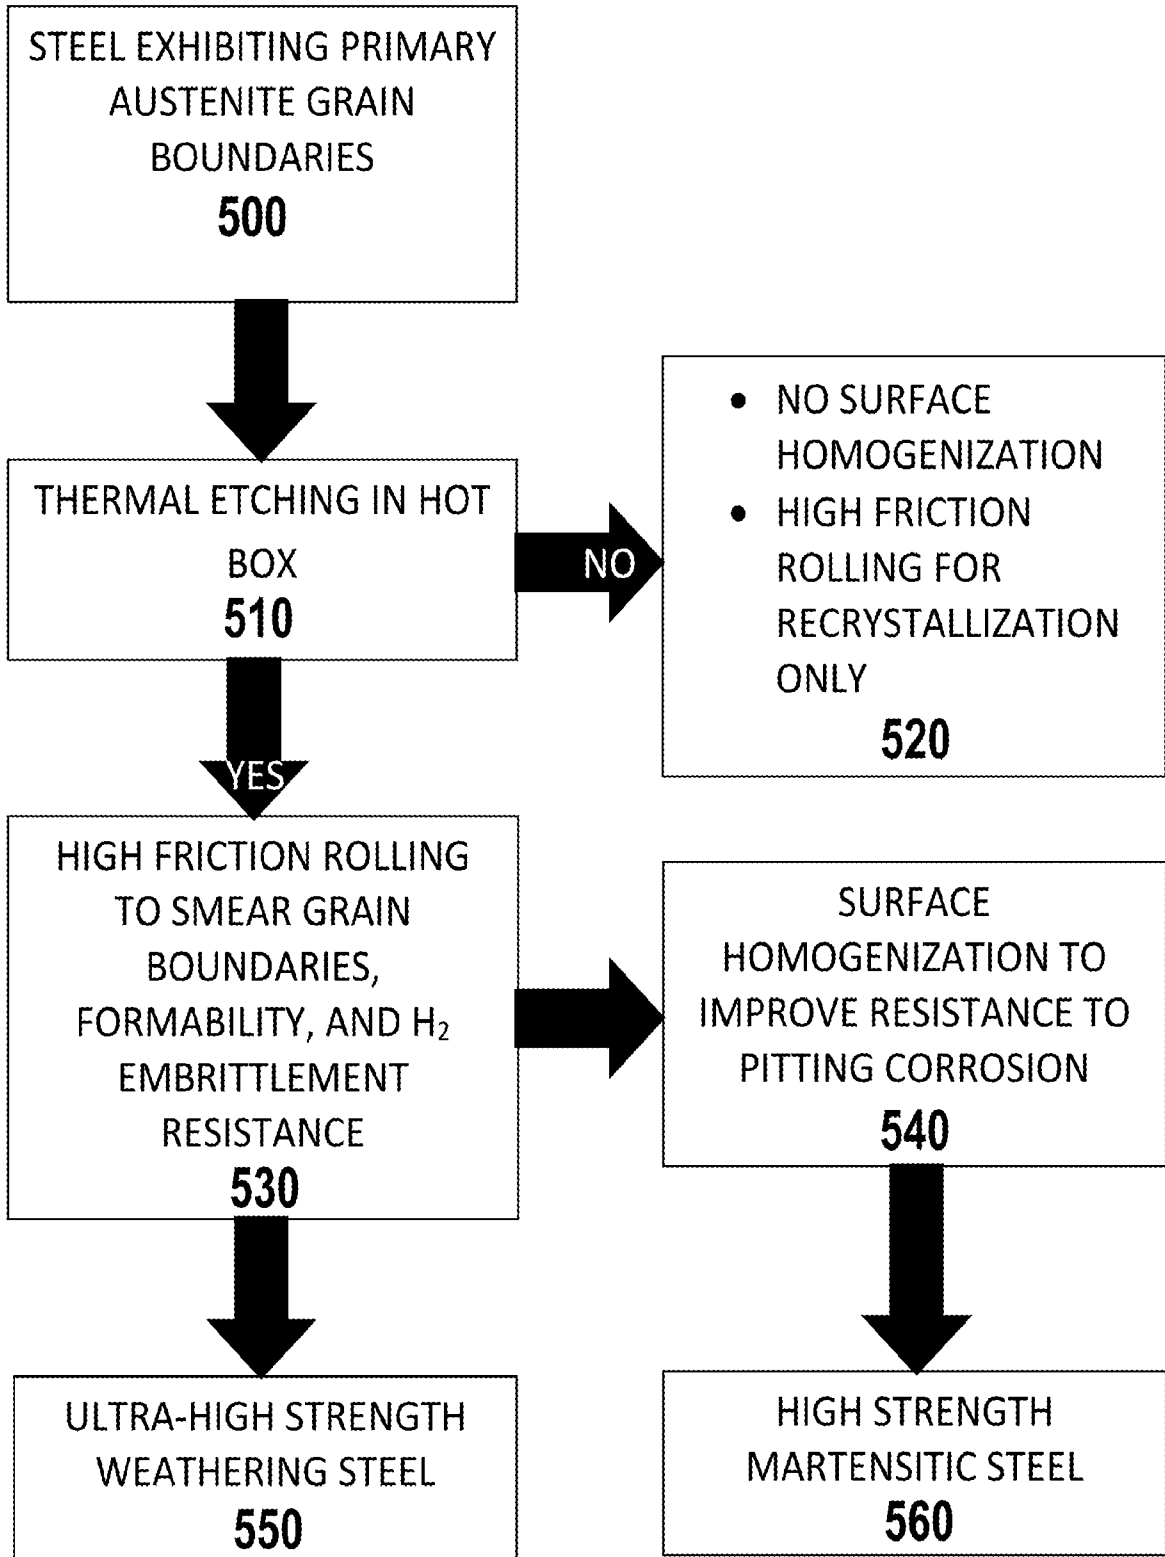 STEEL EXHIBITING PRIMARY
AUSTENITE GRAIN
BOUNDARIES
500
THERMAL ETCHING IN HOT
BOX
510
NO
• NO SURFACE
HOMOGENIZATION
• HIGH FRICTION
ROLLING FOR
RECRYSTALLIZATION
ONLY
520
YES
HIGH FRICTION ROLLING
TO SMEAR GRAIN
BOUNDARIES,
FORMABILITY, AND H₂
EMBRITTLEMENT
RESISTANCE
530
SURFACE
HOMOGENIZATION TO
IMPROVE RESISTANCE TO
PITTING CORROSION
540
ULTRA-HIGH STRENGTH
WEATHERING STEEL
550
HIGH STRENGTH
MARTENSITIC STEEL
560